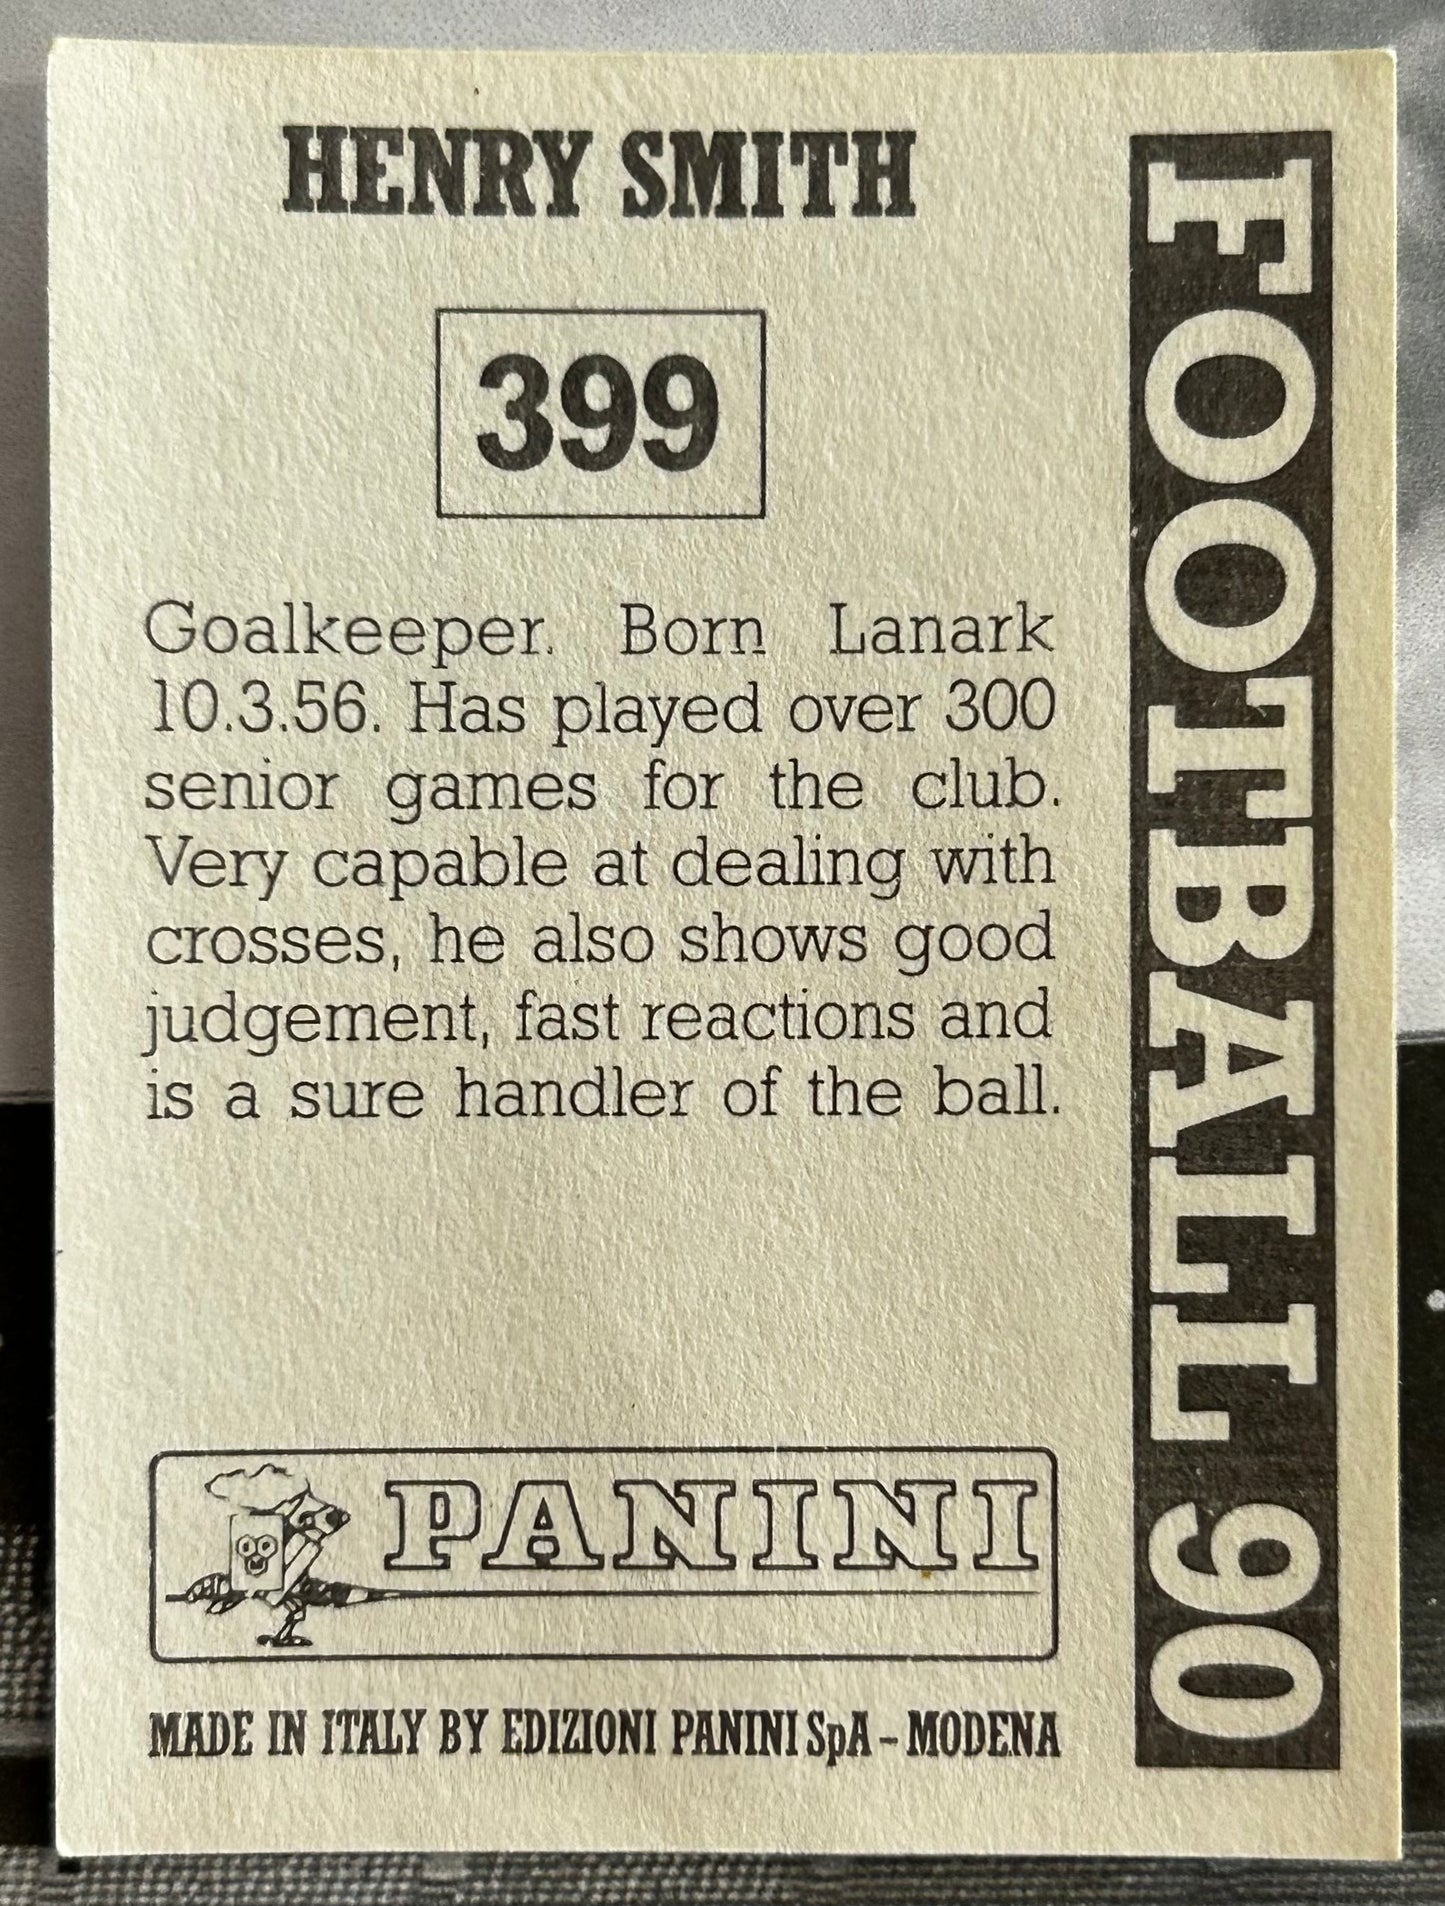 HENRY SMITH
399
Goalkeeper. Born Lanark
10.3.56. Has played over 300
senior games for the club.
Very capable at dealing with
crosses, he also shows good
judgement, fast reactions and
is a sure handler of the ball.
PANINI
MADE IN ITALY BY EDIZIONI PANINI SpA - MODENA
FOOTBALL 90